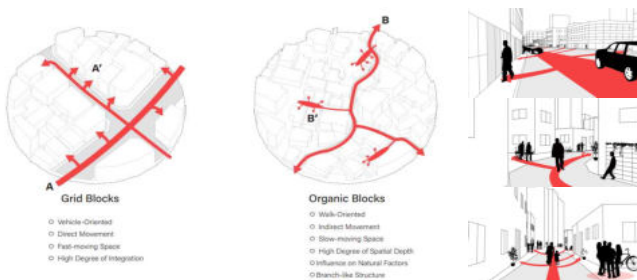 A'
A
Grid Blocks
Vehicle-Oriented
Direct Movement
Fast-moving Space
High Degree of Integration
B
B'
Organic Blocks
Walk-Oriented
Indirect Movement
Slow-moving Space
High Degree of Spatial Depth
Influence on Natural Factors
Branch-like Structure